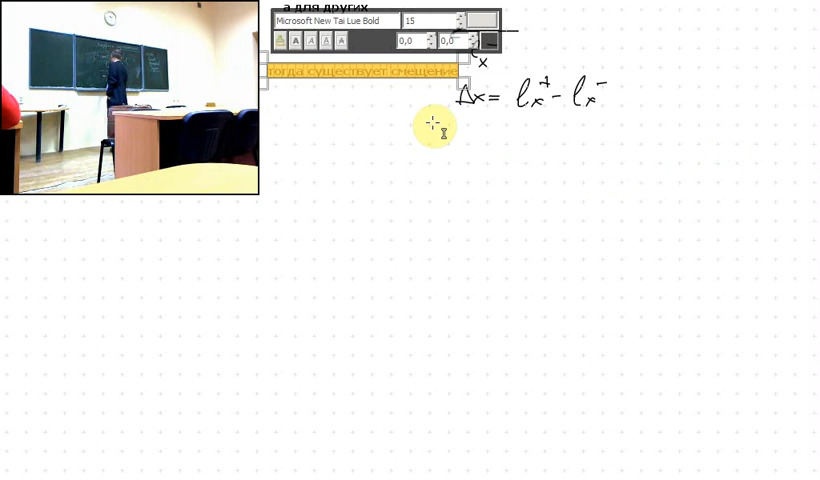 а для других
Microsoft New Tai Lue Bold 15
A A A A 0,0 0,0
x
тогда существует смещение
Δx = lₓ⁺ - lₓ⁻